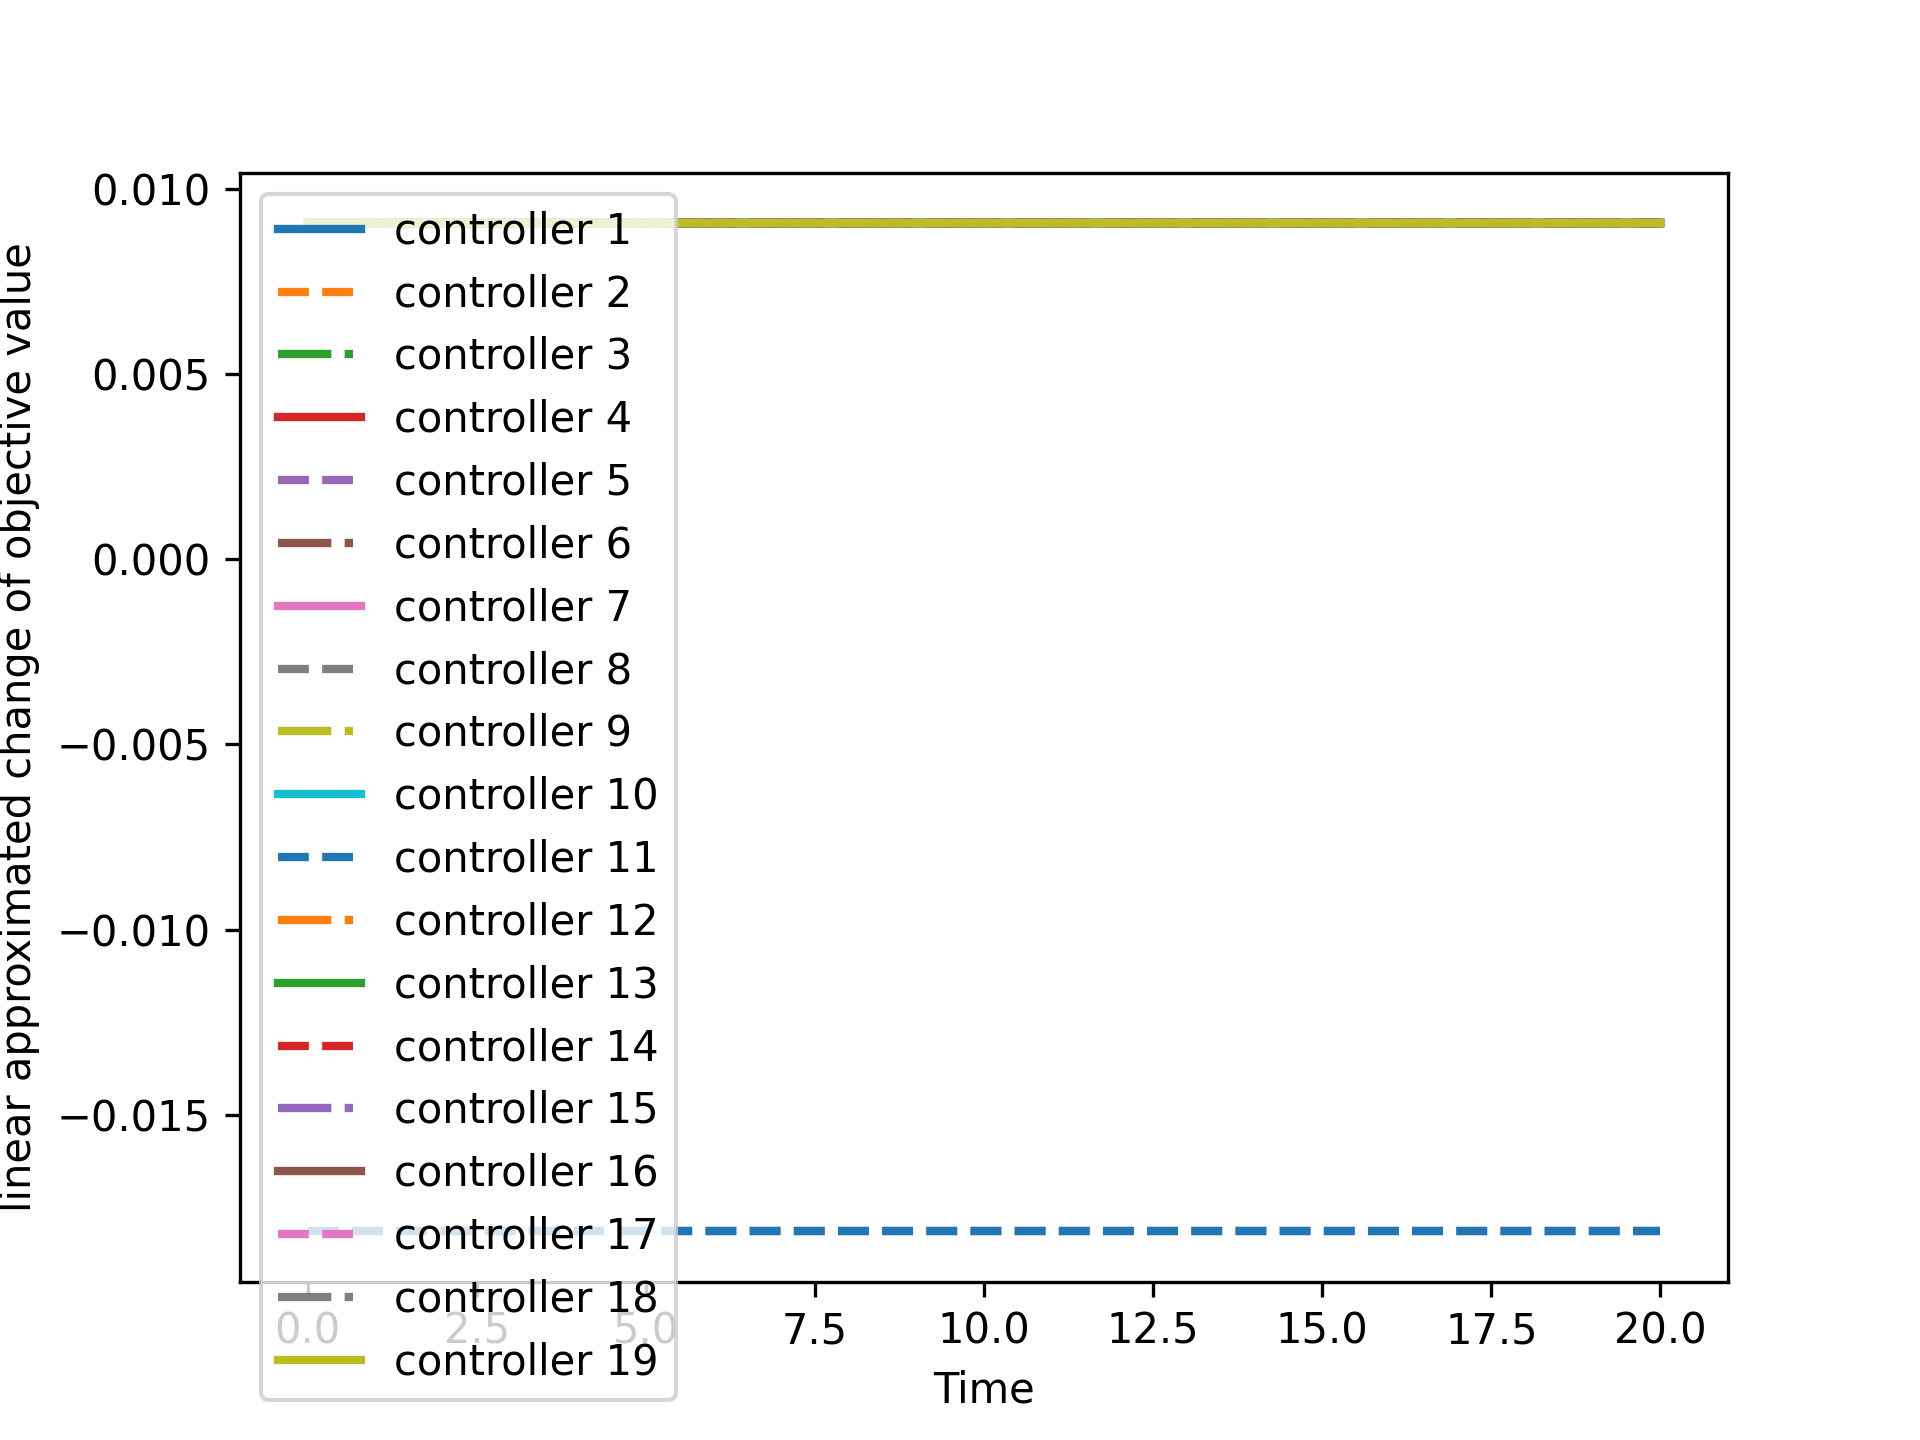 linear approximated change of objective value
0.010
0.005
0.000
−0.005
−0.010
−0.015
controller 1
controller 2
controller 3
controller 4
controller 5
controller 6
controller 7
controller 8
controller 9
controller 10
controller 11
controller 12
controller 13
controller 14
controller 15
controller 16
controller 17
controller 18
controller 19
0.0 2.5 5.0 7.5 10.0 12.5 15.0 17.5 20.0
Time